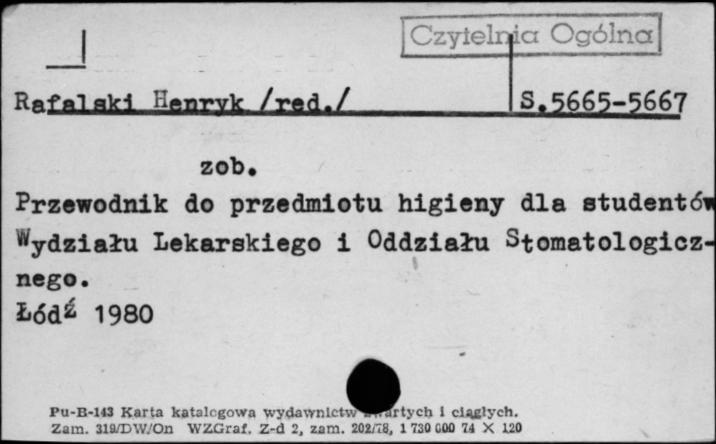 Czytelnia Ogólna
Rafalski Henryk /red./ S.5665-5667
zob.
Przewodnik do przedmiotu higieny dla studentów
Wydziału Lekarskiego i Oddziału Stomatologicz-
nego.
Łódź 1980
Pu-B-143 Karta katalogowa wydawnictw zwartych i ciągłych.
Zam. 319/DW/On WZGraf. Z-d 2, zam. 202/78, 1 730 000 74 X 120